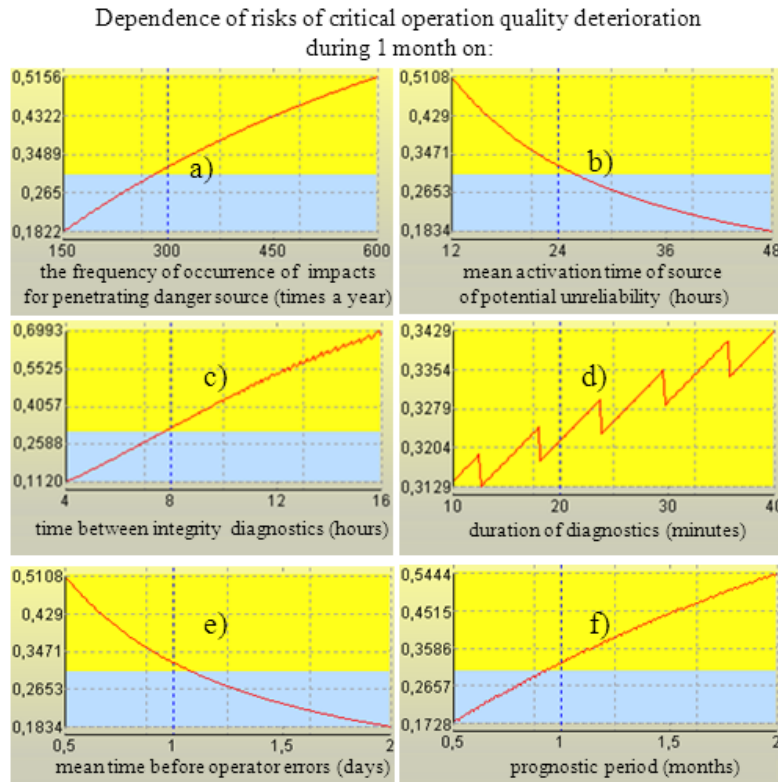 Dependence of risks of critical operation quality deterioration
during 1 month on:
0,5156
0,4322
0,3489
0,265
0,1822
a)
150 300 450 600
the frequency of occurrence of impacts
for penetrating danger source (times a year)
0,5108
0,429
0,3471
0,2653
0,1834
b)
12 24 36 48
mean activation time of source
of potential unreliability (hours)
0,6993
0,5525
0,4057
0,2588
0,1120
c)
4 8 12 16
time between integrity diagnostics (hours)
0,3429
0,3354
0,3279
0,3204
0,3129
d)
10 20 30 40
duration of diagnostics (minutes)
0,5108
0,429
0,3471
0,2653
0,1834
e)
0,5 1 1,5 2
mean time before operator errors (days)
0,5444
0,4515
0,3586
0,2657
0,1728
f)
0,5 1 1,5 2
prognostic period (months)